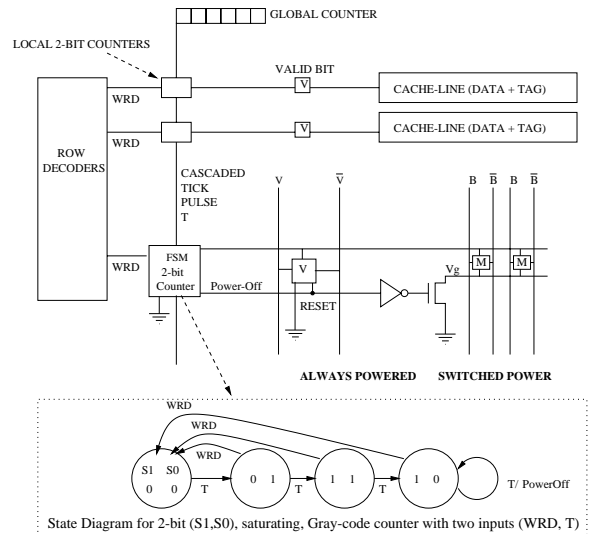 GLOBAL COUNTER
LOCAL 2-BIT COUNTERS
VALID BIT
WRD
V
CACHE-LINE (DATA + TAG)
WRD
V
CACHE-LINE (DATA + TAG)
ROW
DECODERS
CASCADED
TICK
PULSE
T
V
V̅
B
B̅
B
B̅
WRD
FSM
2-bit
Counter
V
Vg
M
M
Power-Off
RESET
ALWAYS POWERED
SWITCHED POWER
WRD
WRD
WRD
S1 S0
0 0
T
0 1
T
1 1
T
1 0
T/ PowerOff
State Diagram for 2-bit (S1,S0), saturating, Gray-code counter with two inputs (WRD, T)